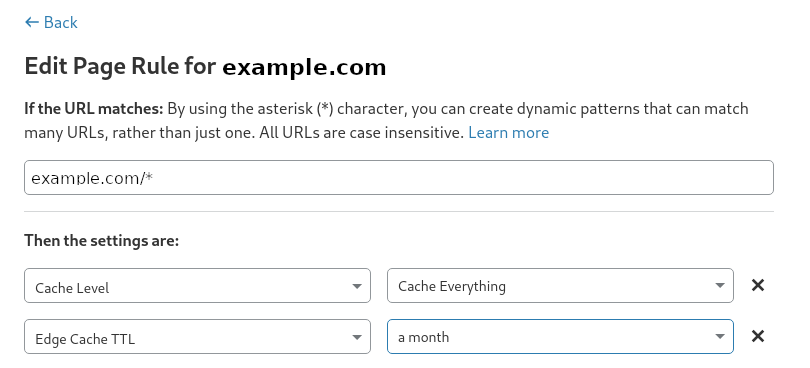 ← Back
Edit Page Rule for example.com
If the URL matches: By using the asterisk (*) character, you can create dynamic patterns that can match
many URLs, rather than just one. All URLs are case insensitive. Learn more
example.com/*
Then the settings are:
Cache Level Cache Everything ✕
Edge Cache TTL a month ✕